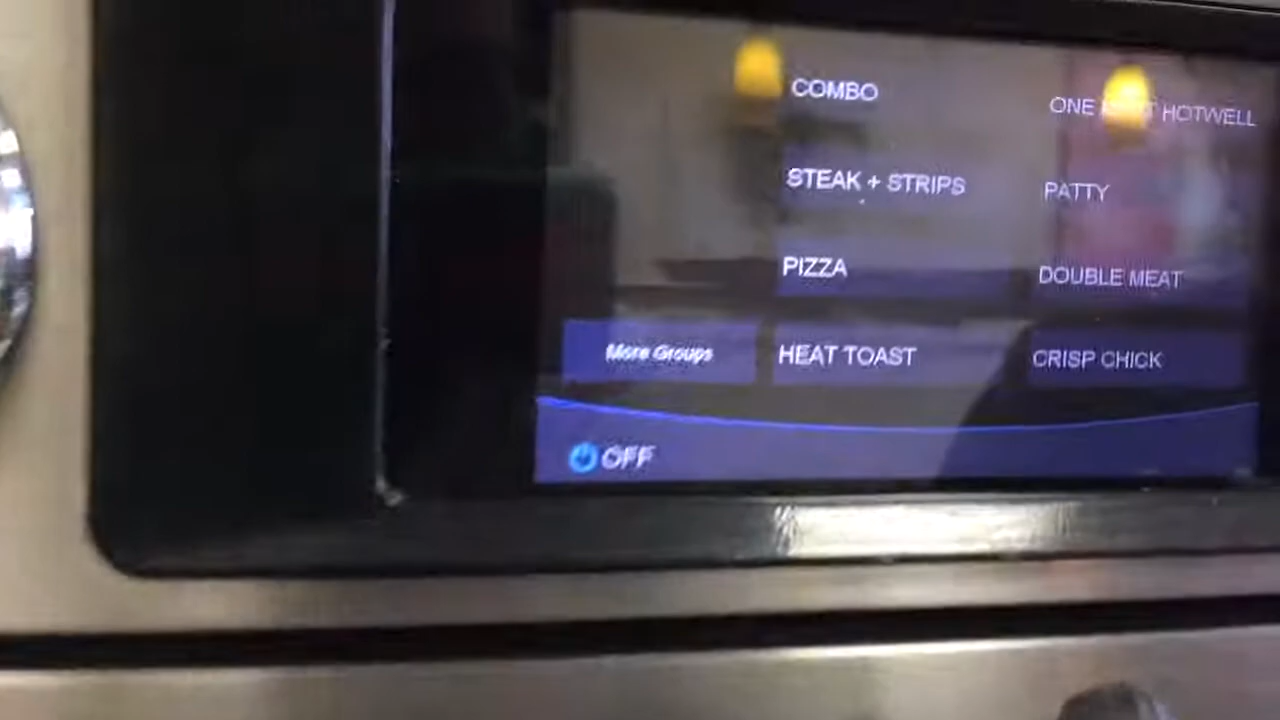 COMBO
ONE HOTWELL
STEAK + STRIPS
PATTY
PIZZA
DOUBLE MEAT
More Groups
HEAT TOAST
CRISP CHICK
OFF